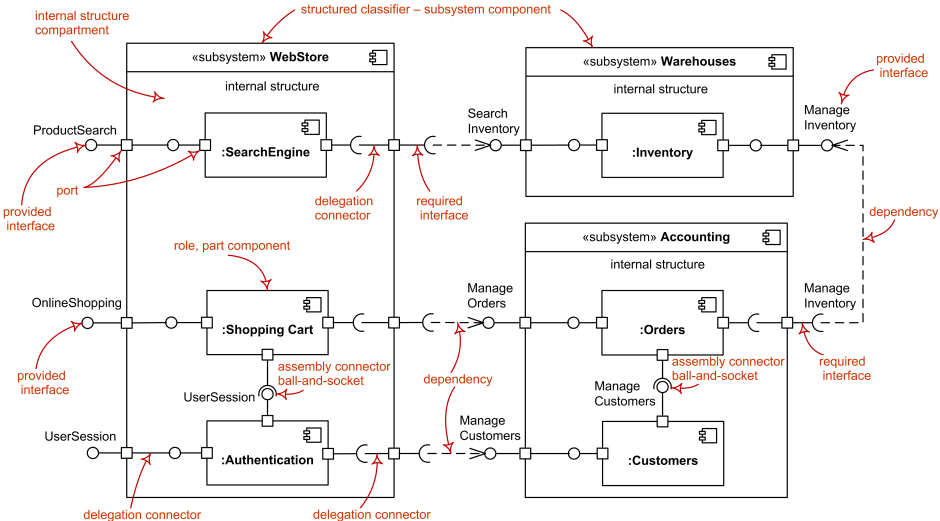 structured classifier – subsystem component
internal structure
compartment
«subsystem» WebStore
internal structure
«subsystem» Warehouses
internal structure
provided
interface
ProductSearch
:SearchEngine
Search
Inventory
:Inventory
Manage
Inventory
port
provided
interface
delegation
connector
required
interface
dependency
role, part component
«subsystem» Accounting
internal structure
OnlineShopping
:Shopping Cart
Manage
Orders
:Orders
Manage
Inventory
provided
interface
assembly connector
ball-and-socket
UserSession
dependency
assembly connector
ball-and-socket
Manage
Customers
required
interface
UserSession
:Authentication
Manage
Customers
:Customers
delegation connector
delegation connector